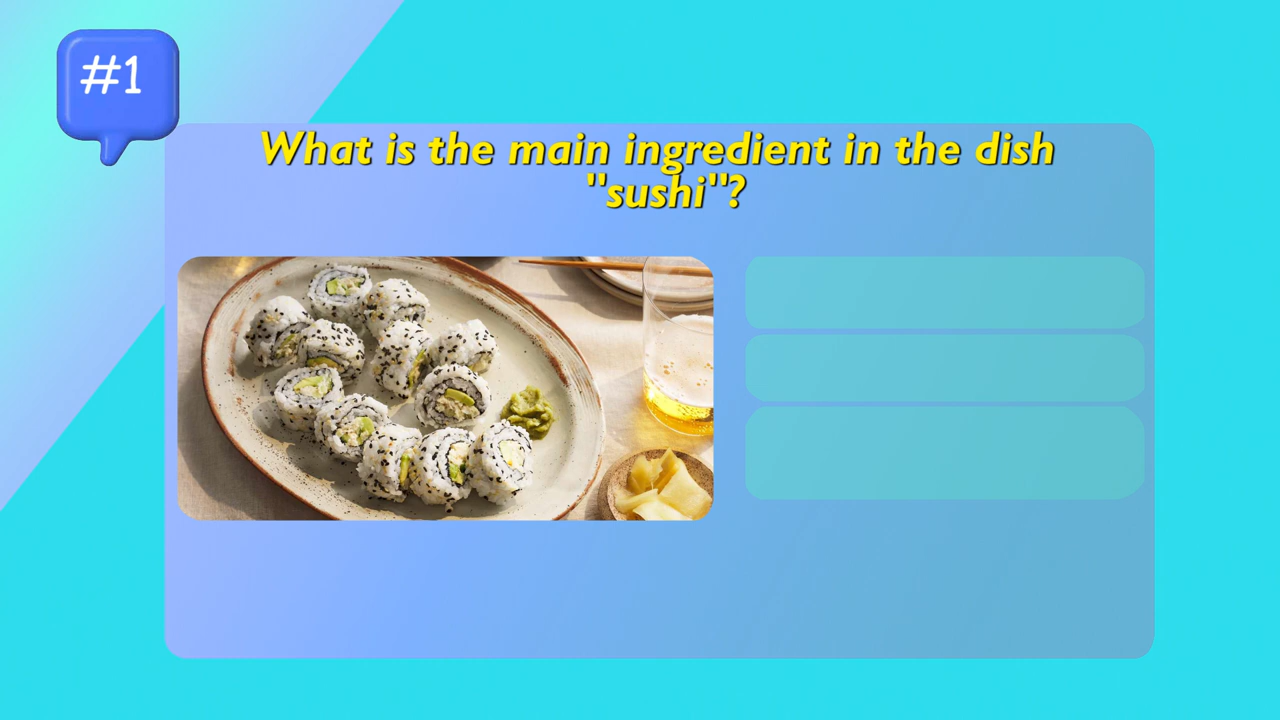 #1
What is the main ingredient in the dish
"sushi"?